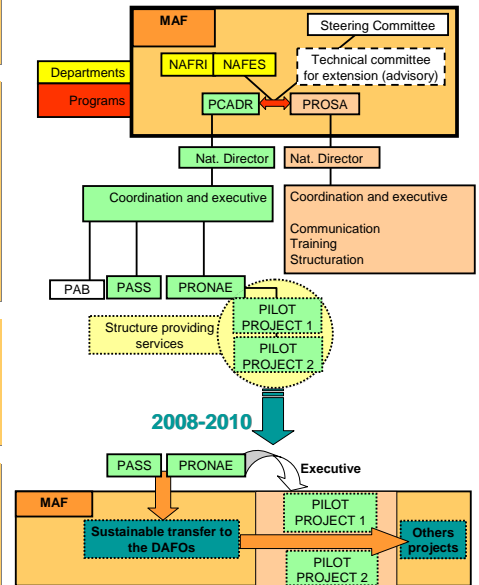 MAF
Steering Committee
NAFRI
NAFES
Technical committee
for extension (advisory)
Departments
Programs
PCADR
PROSA
Nat. Director
Nat. Director
Coordination and executive
Coordination and executive
Communication
Training
Structuration
PAB
PASS
PRONAE
PILOT
PROJECT 1
Structure providing
services
PILOT
PROJECT 2
2008-2010
PASS
PRONAE
Executive
MAF
PILOT
PROJECT 1
Sustainable transfer to
the DAFOs
Others
projects
PILOT
PROJECT 2